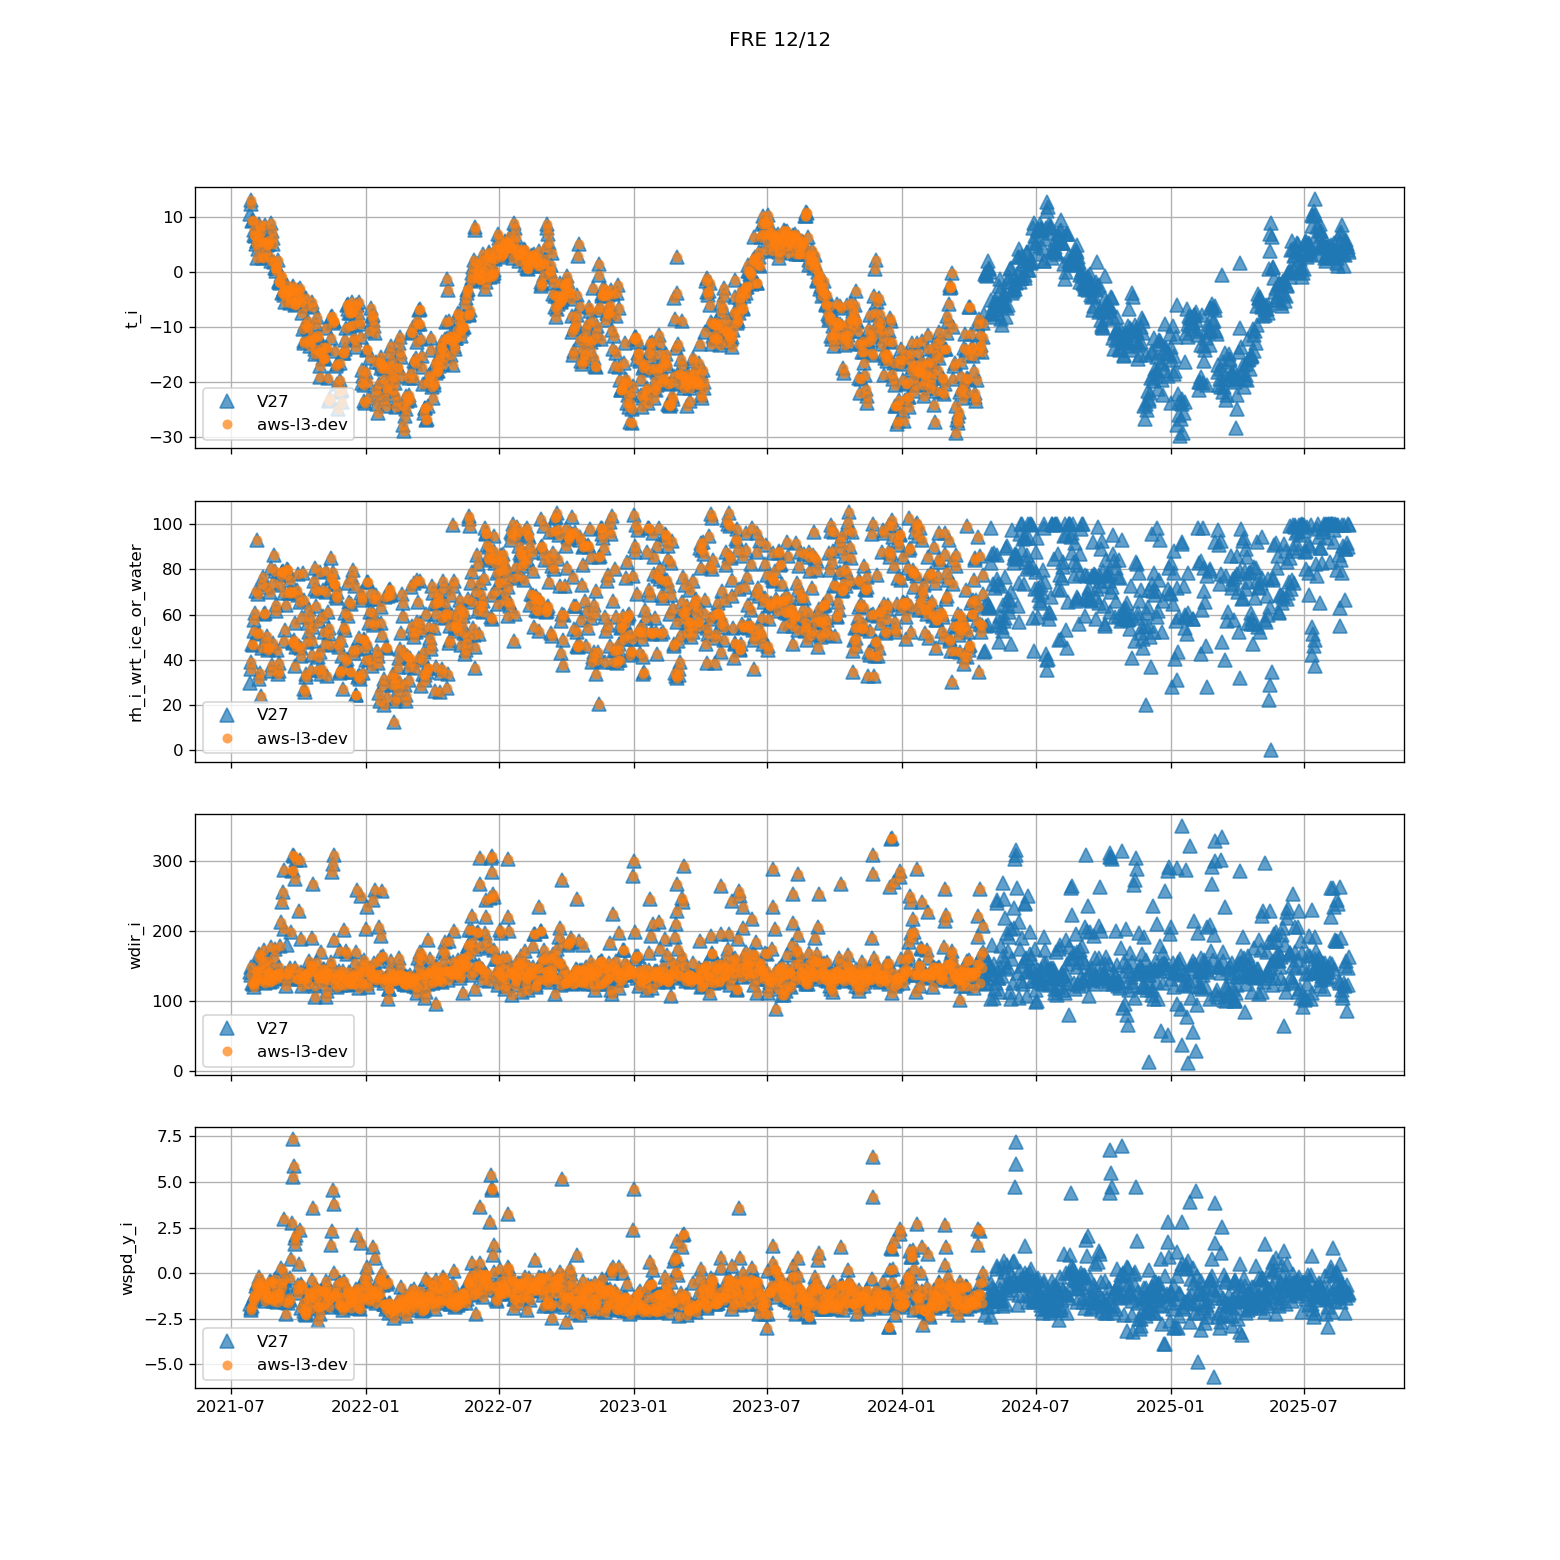 FRE 12/12
t_i
10
0
−10
−20
−30
V27
aws-l3-dev
rh_i_wrt_ice_or_water
100
80
60
40
20
0
V27
aws-l3-dev
wdir_i
300
200
100
0
V27
aws-l3-dev
wspd_y_i
7.5
5.0
2.5
0.0
−2.5
−5.0
V27
aws-l3-dev
2021-07 2022-01 2022-07 2023-01 2023-07 2024-01 2024-07 2025-01 2025-07